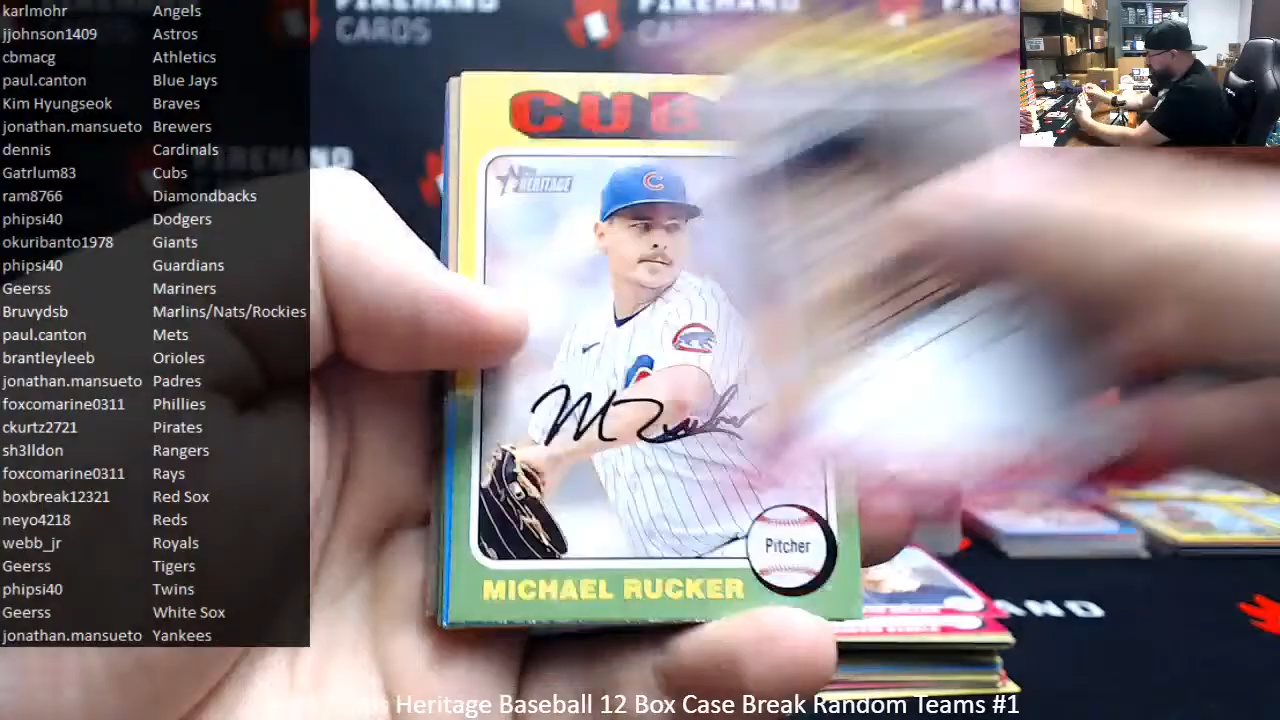 karlmohr Angels
jjohnson1409 Astros
cbmacg Athletics
paul.canton Blue Jays
Kim Hyungseok Braves
jonathan.mansueto Brewers
dennis Cardinals
Gatrlum83 Cubs
ram8766 Diamondbacks
phipsi40 Dodgers
okuribanto1978 Giants
phipsi40 Guardians
Geerss Mariners
Bruvydsb Marlins/Nats/Rockies
paul.canton Mets
brantleyleeb Orioles
jonathan.mansueto Padres
foxcomarine0311 Phillies
ckurtz2721 Pirates
sh3lldon Rangers
foxcomarine0311 Rays
boxbreak12321 Red Sox
neyo4218 Reds
webb_jr Royals
Geerss Tigers
phipsi40 Twins
Geerss White Sox
jonathan.mansueto Yankees
CARDS
CUB
HERITAGE
C
M Rucker
Pitcher
MICHAEL RUCKER
Heritage Baseball 12 Box Case Break Random Teams #1